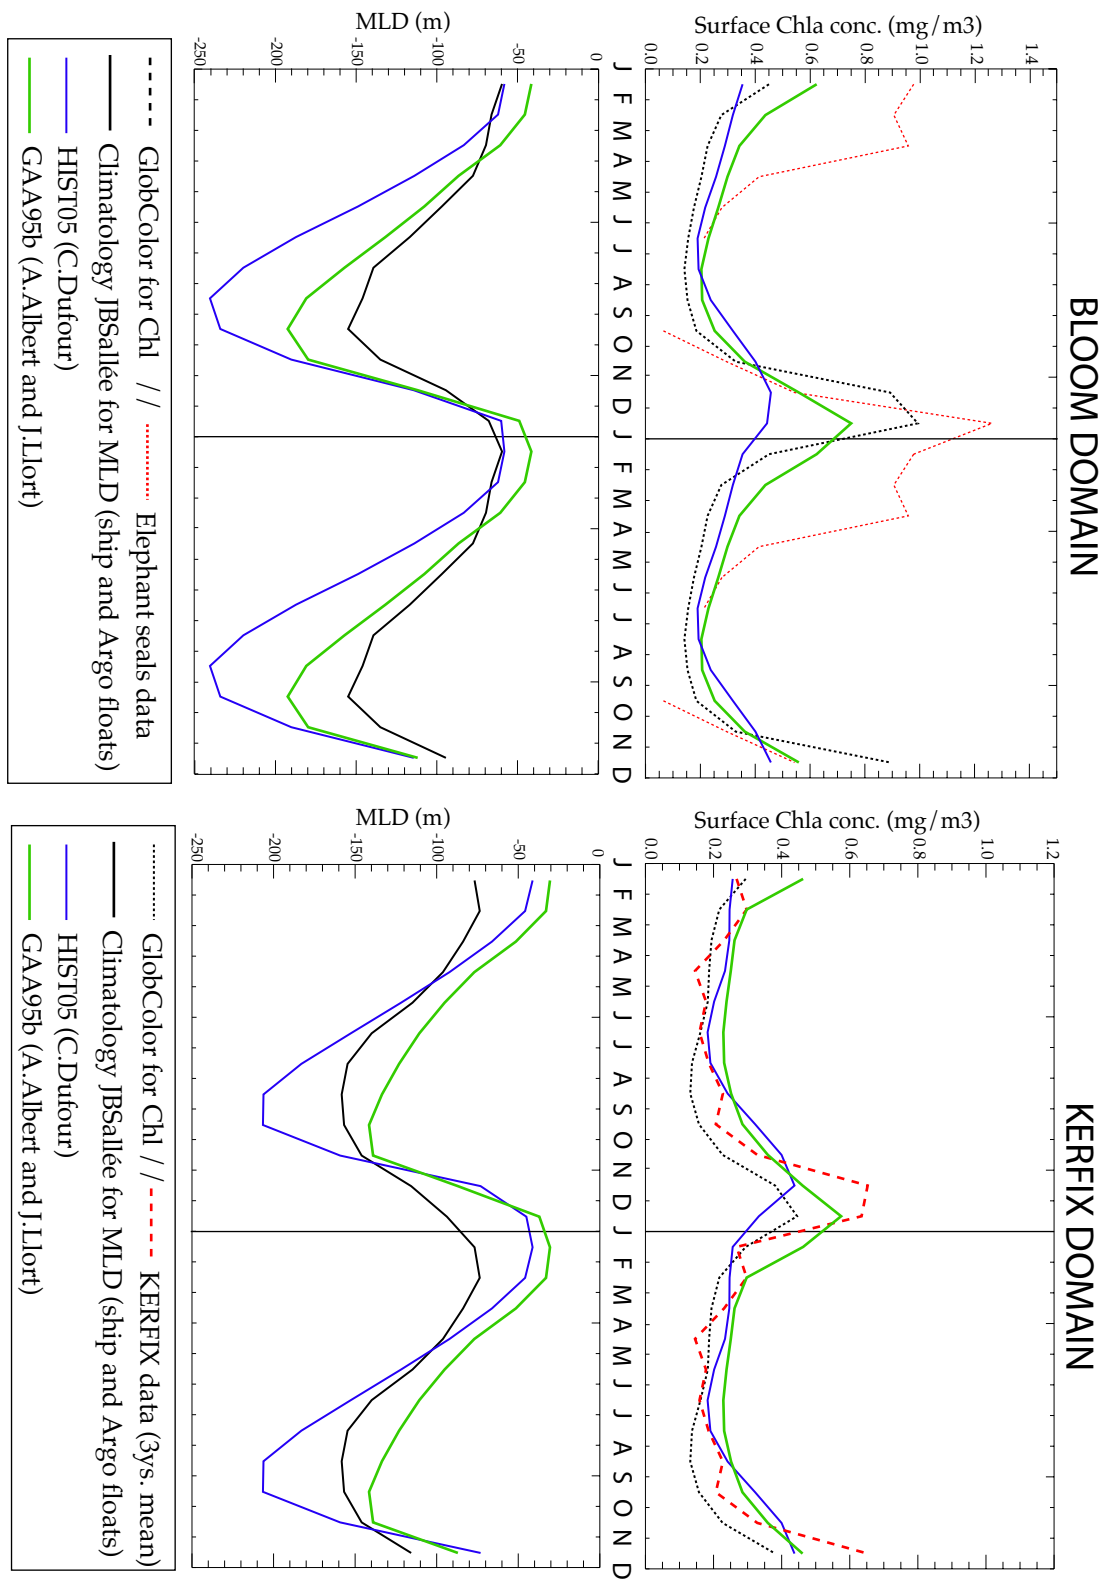 BLOOM DOMAIN
Surface Chla conc. (mg/m3)
0.0 0.2 0.4 0.6 0.8 1.0 1.2 1.4
J F M A M J J A S O N D J F M A M J J A S O N D
MLD (m)
0 -50 -100 -150 -200 -250
GlobColor for Chl // Elephant seals data
Climatology JBSallée for MLD (ship and Argo floats)
HIST05 (C.Dufour)
GAA95b (A.Albert and J.Llort)
KERFIX DOMAIN
Surface Chla conc. (mg/m3)
0.0 0.2 0.4 0.6 0.8 1.0 1.2
J F M A M J J A S O N D J F M A M J J A S O N D
MLD (m)
0 -50 -100 -150 -200 -250
GlobColor for Chl // KERFIX data (3ys. mean)
Climatology JBSallée for MLD (ship and Argo floats)
HIST05 (C.Dufour)
GAA95b (A.Albert and J.Llort)